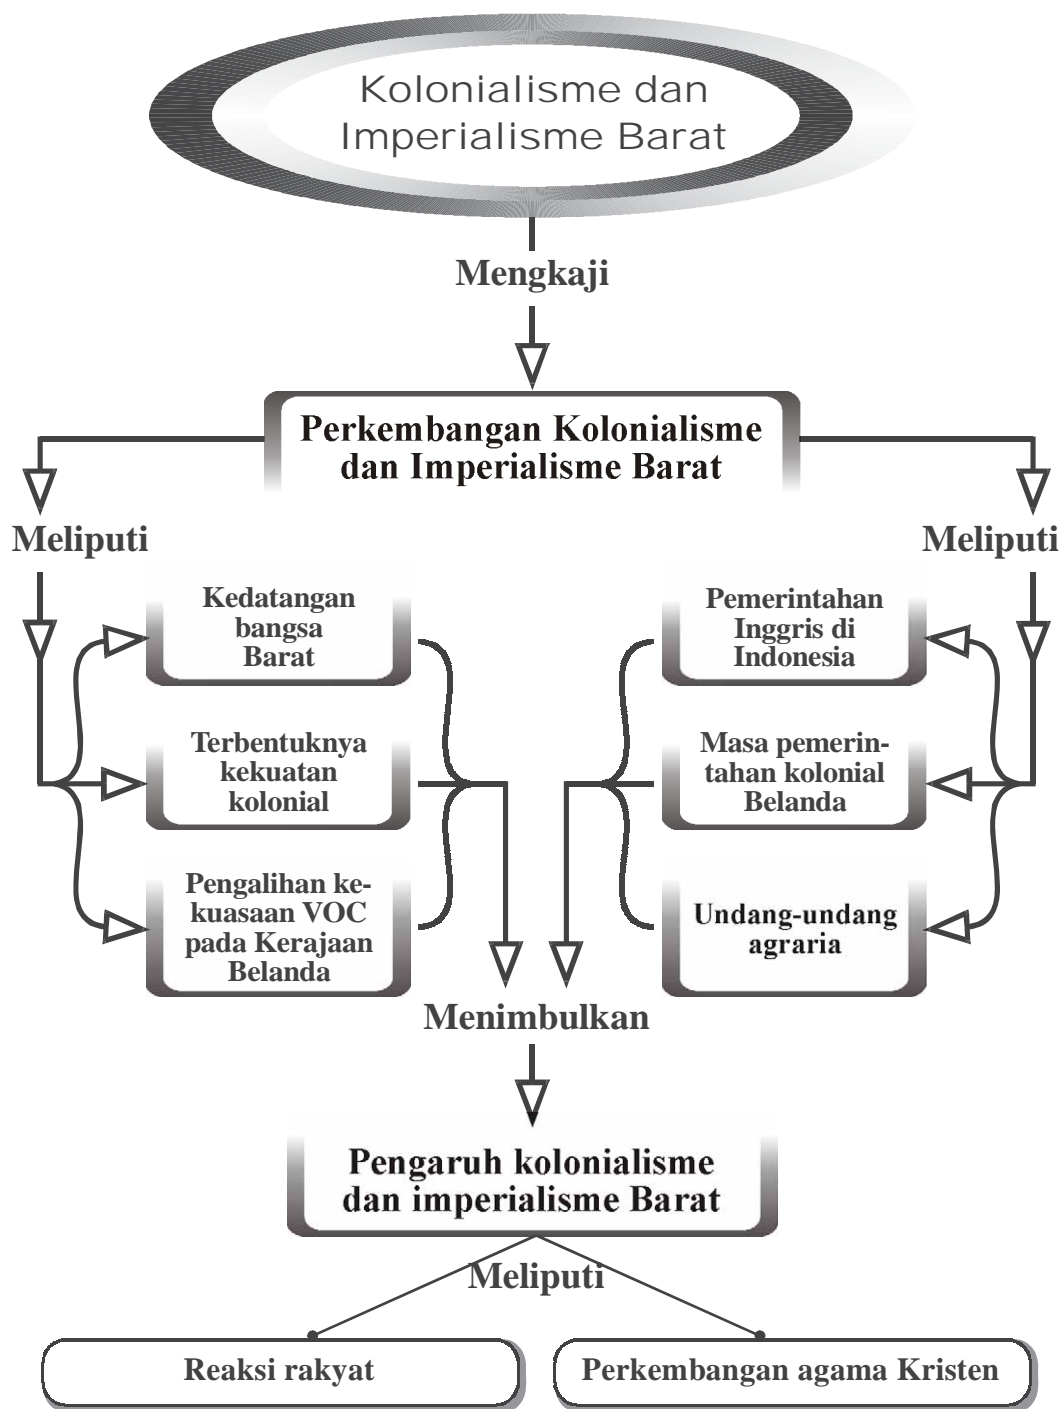 Kolonialisme dan
Imperialisme Barat
Mengkaji
Perkembangan Kolonialisme
dan Imperialisme Barat
Meliputi
Meliputi
Kedatangan
bangsa
Barat
Terbentuknya
kekuatan
kolonial
Pengalihan ke-
kuasaan VOC
pada Kerajaan
Belanda
Pemerintahan
Inggris di
Indonesia
Masa pemerin-
tahan kolonial
Belanda
Undang-undang
agraria
Menimbulkan
Pengaruh kolonialisme
dan imperialisme Barat
Meliputi
Reaksi rakyat
Perkembangan agama Kristen